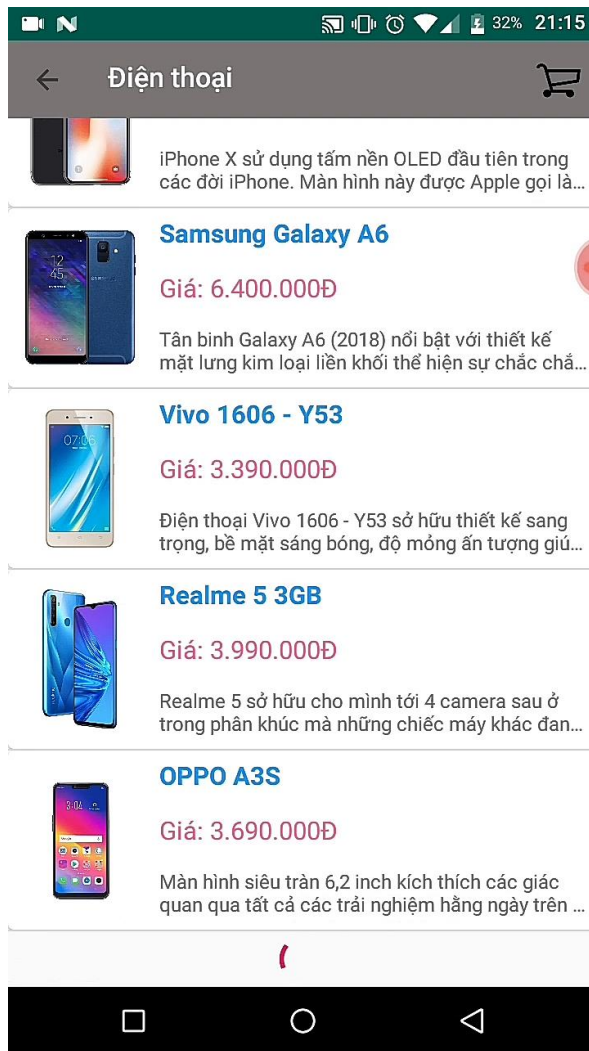 32% 21:15
Điện thoại
iPhone X sử dụng tấm nền OLED đầu tiên trong
các đời iPhone. Màn hình này được Apple gọi là...
Samsung Galaxy A6
12
45
Giá: 6.400.000Đ
Tân binh Galaxy A6 (2018) nổi bật với thiết kế
mặt lưng kim loại liền khối thể hiện sự chắc chắ...
Vivo 1606 - Y53
07:06
Giá: 3.390.000Đ
Điện thoại Vivo 1606 - Y53 sở hữu thiết kế sang
trọng, bề mặt sáng bóng, độ mỏng ấn tượng giú...
Realme 5 3GB
Giá: 3.990.000Đ
Realme 5 sở hữu cho mình tới 4 camera sau ở
trong phân khúc mà những chiếc máy khác đan...
OPPO A3S
3:04
Giá: 3.690.000Đ
Màn hình siêu tràn 6,2 inch kích thích các giác
quan qua tất cả các trải nghiệm hằng ngày trên ...